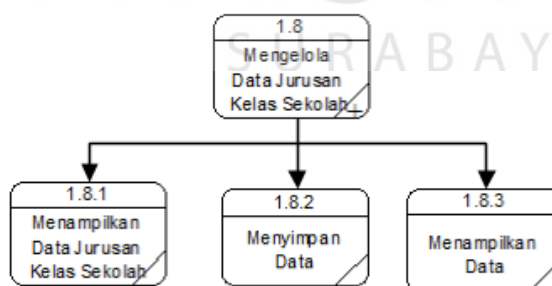 1.8
SURABAY
Mengelola
Data Jurusan
Kelas Sekolah
1.8.1
Menampilkan
Data Jurusan
Kelas Sekolah
1.8.2
Menyimpan
Data
1.8.3
Menampilkan
Data